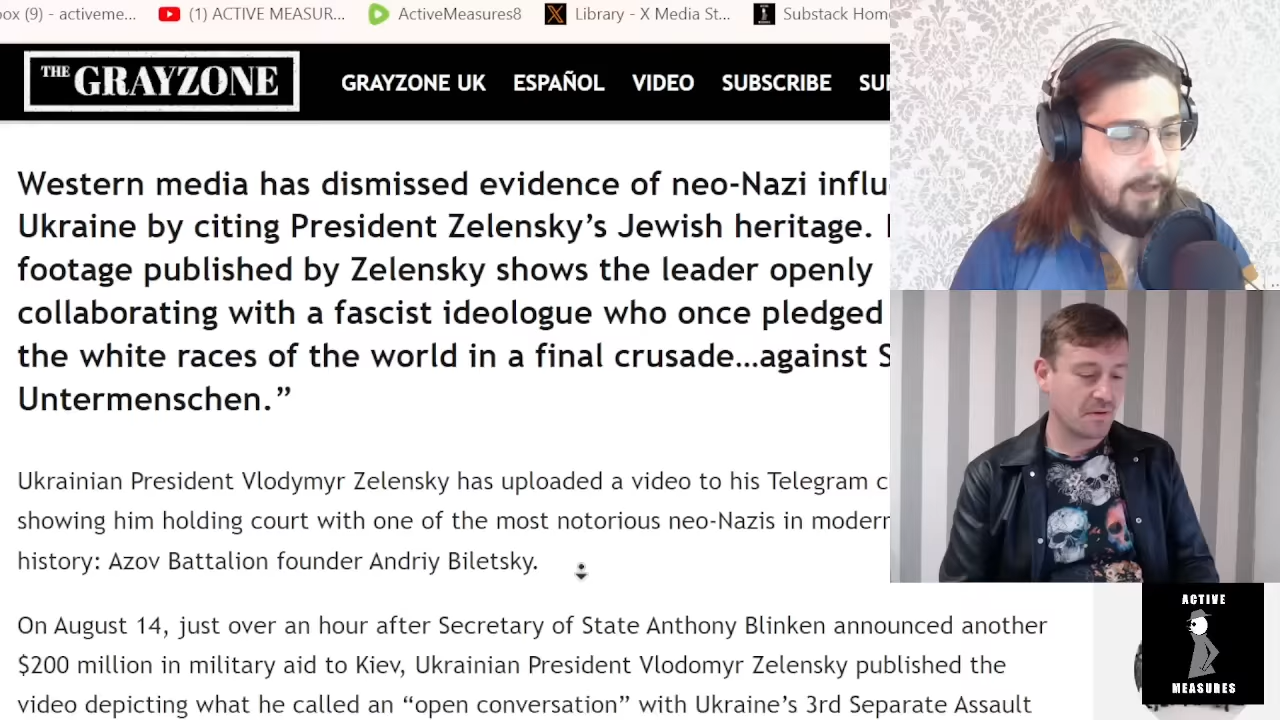 ox (9) - activeme...
(1) ACTIVE MEASUR...
ActiveMeasures8
Library - X Media St...
Substack Hom
THE GRAYZONE
GRAYZONE UK
ESPAÑOL
VIDEO
SUBSCRIBE
SU
Western media has dismissed evidence of neo-Nazi influ
Ukraine by citing President Zelensky’s Jewish heritage.
footage published by Zelensky shows the leader openly
collaborating with a fascist ideologue who once pledged
the white races of the world in a final crusade…against S
Untermenschen.”
Ukrainian President Vlodymyr Zelensky has uploaded a video to his Telegram c
showing him holding court with one of the most notorious neo-Nazis in modern
history: Azov Battalion founder Andriy Biletsky.
On August 14, just over an hour after Secretary of State Anthony Blinken announced another
$200 million in military aid to Kiev, Ukrainian President Vlodomyr Zelensky published the
video depicting what he called an “open conversation” with Ukraine’s 3rd Separate Assault
ACTIVE
MEASURES